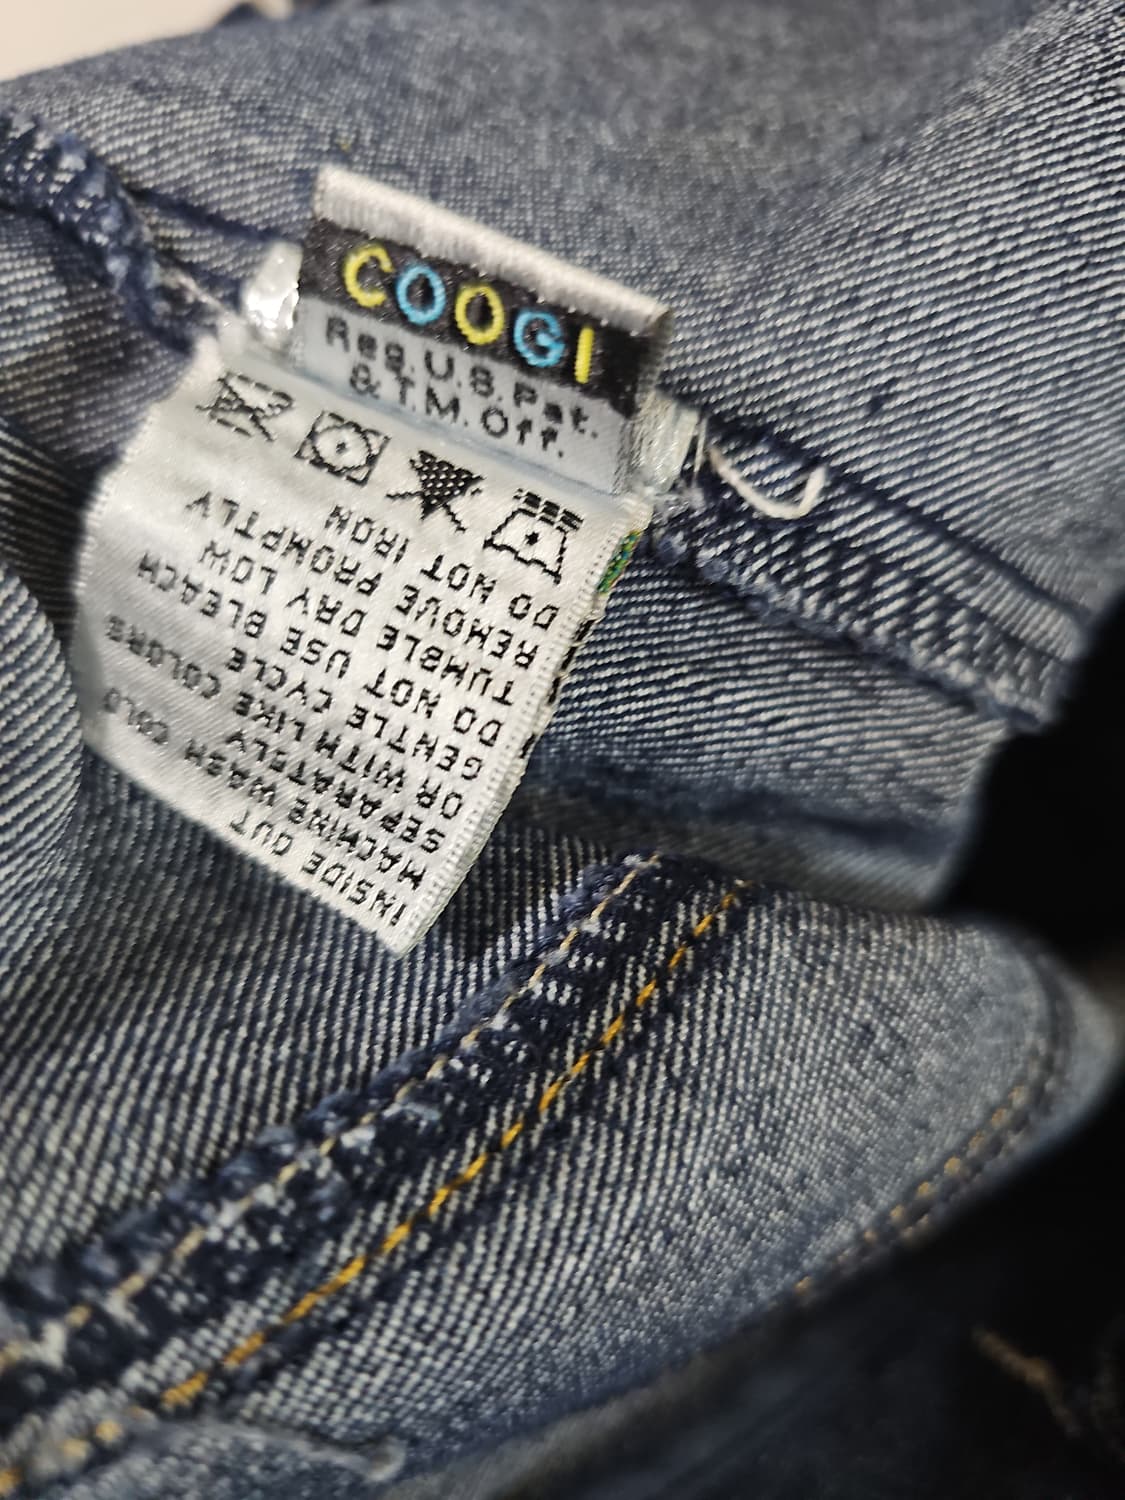 COOGI
Reg.U.S.Pat.
& T.M.Off.
INSIDE OUT
MACHINE WASH COLD
SEPARATELY
OR WITH LIKE COLORS
GENTLE CYCLE
DO NOT USE BLEACH
TUMBLE DRY LOW
REMOVE PROMPTLY
DO NOT IRON